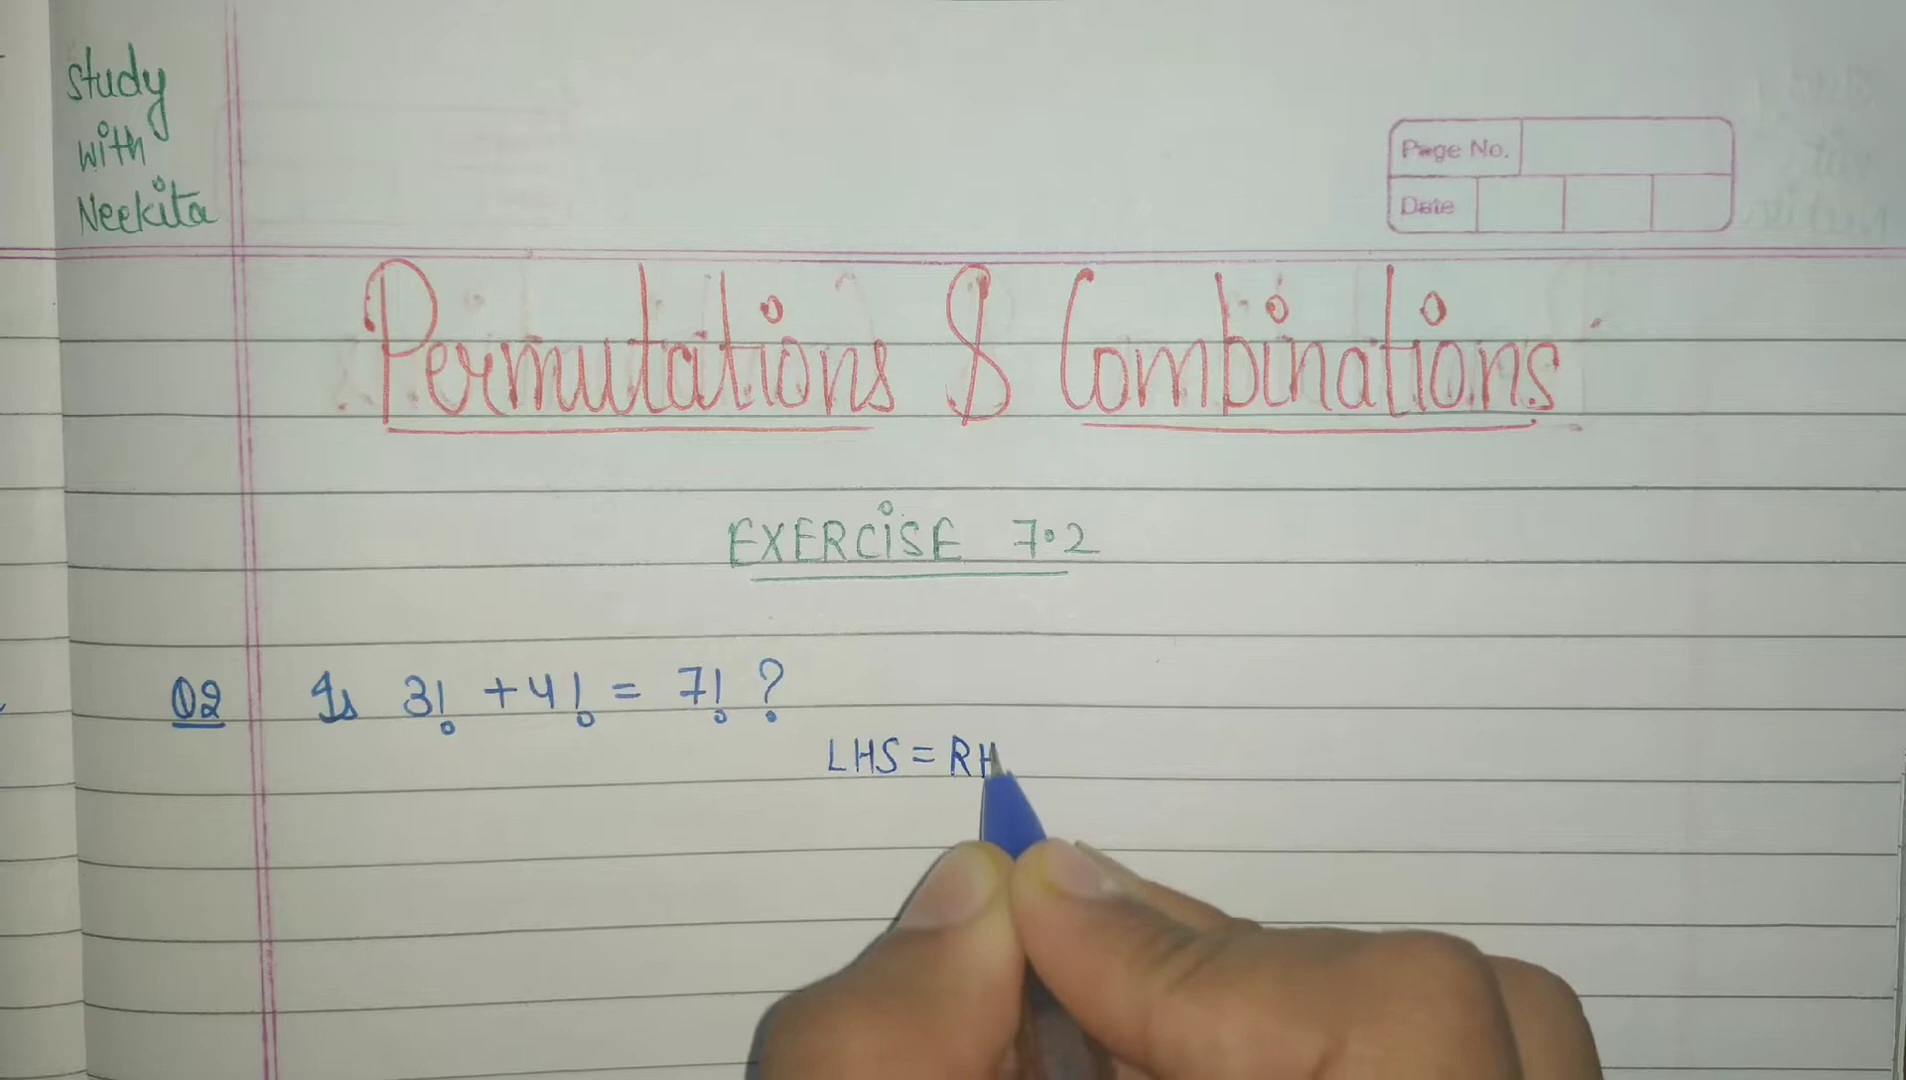 study
with
Neekita
Page No.
Date
Permutations & Combinations
EXERCiSE 7.2
Q2 Is 3! + 4! = 7! ?
LHS = RH